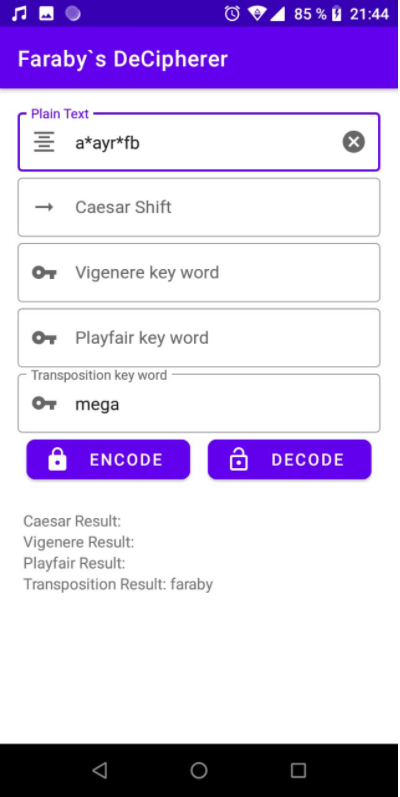 85 % 21:44
Faraby`s DeCipherer
Plain Text
a*ayr*fb
Caesar Shift
Vigenere key word
Playfair key word
Transposition key word
mega
ENCODE DECODE
Caesar Result:
Vigenere Result:
Playfair Result:
Transposition Result: faraby